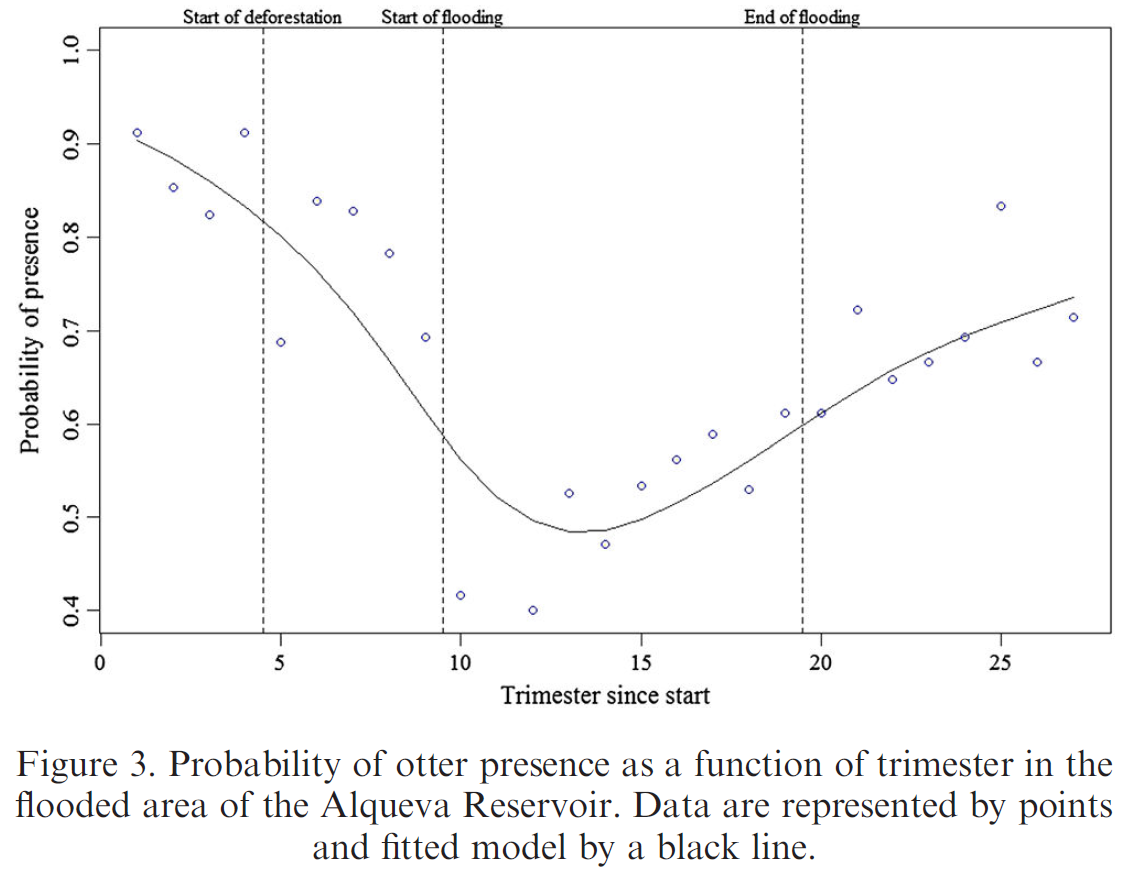 Start of deforestation Start of flooding End of flooding
1.0
0.9
0.8
0.7
0.6
0.5
0.4
Probability of presence
0 5 10 15 20 25
Trimester since start
Figure 3. Probability of otter presence as a function of trimester in the
flooded area of the Alqueva Reservoir. Data are represented by points
and fitted model by a black line.